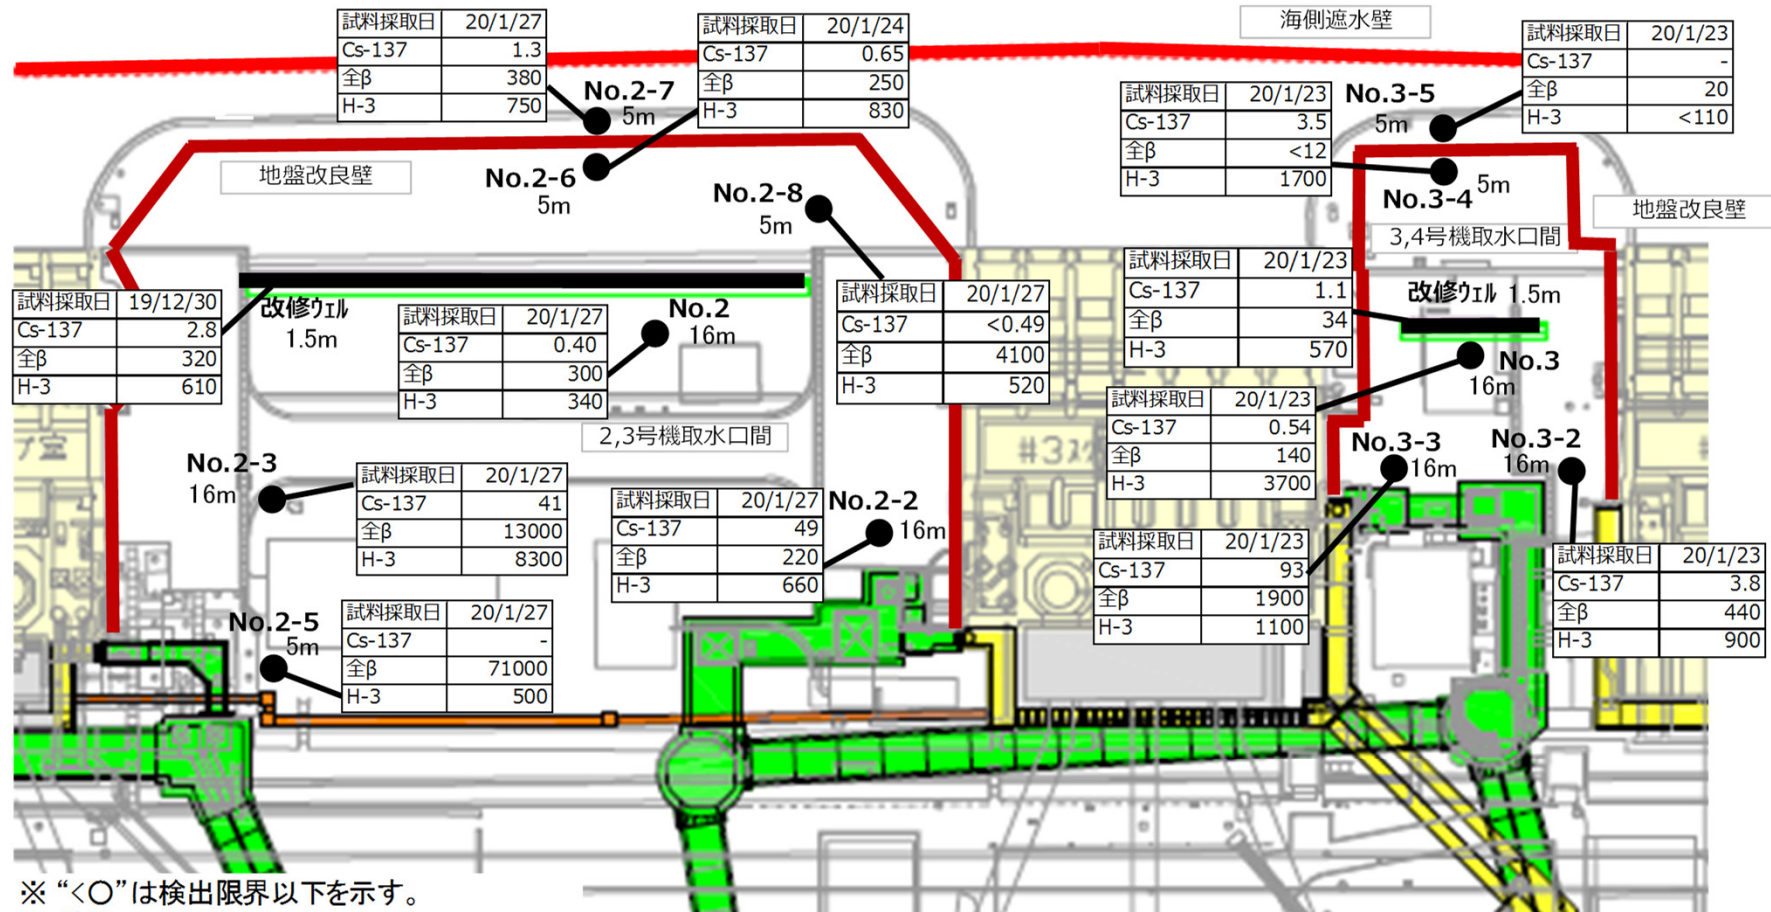 海側遮水壁
試料採取日 20/1/27
Cs-137 1.3
全β 380
H-3 750
No.2-7
5m
試料採取日 20/1/24
Cs-137 0.65
全β 250
H-3 830
No.2-6
5m
地盤改良壁
No.2-8
5m
試料採取日 20/1/27
Cs-137 <0.49
全β 4100
H-3 520
試料採取日 19/12/30
Cs-137 2.8
全β 320
H-3 610
改修ウェル
1.5m
試料採取日 20/1/27
Cs-137 0.40
全β 300
H-3 340
No.2
16m
2,3号機取水口間
No.2-3
16m
試料採取日 20/1/27
Cs-137 41
全β 13000
H-3 8300
試料採取日 20/1/27
Cs-137 49
全β 220
H-3 660
No.2-2
16m
No.2-5
5m
試料採取日 20/1/27
Cs-137 -
全β 71000
H-3 500
試料採取日 20/1/23
Cs-137 3.5
全β <12
H-3 1700
No.3-5
5m
試料採取日 20/1/23
Cs-137 -
全β 20
H-3 <110
No.3-4
5m
地盤改良壁
3,4号機取水口間
試料採取日 20/1/23
Cs-137 1.1
全β 34
H-3 570
改修ウェル 1.5m
No.3
16m
試料採取日 20/1/23
Cs-137 0.54
全β 140
H-3 3700
No.3-3
16m
No.3-2
16m
試料採取日 20/1/23
Cs-137 93
全β 1900
H-3 1100
試料採取日 20/1/23
Cs-137 3.8
全β 440
H-3 900
※ “<○”は検出限界以下を示す。